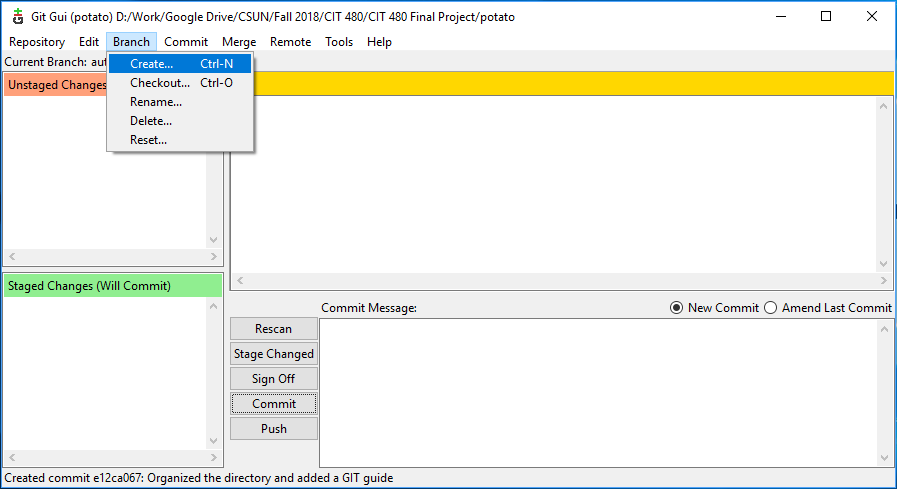 Git Gui (potato) D:/Work/Google Drive/CSUN/Fall 2018/CIT 480/CIT 480 Final Project/potato
Repository Edit Branch Commit Merge Remote Tools Help
Current Branch:
Create... Ctrl-N
Unstaged Changes
Checkout... Ctrl-O
Rename...
Delete...
Reset...
Staged Changes (Will Commit)
Commit Message: New Commit Amend Last Commit
Rescan
Stage Changed
Sign Off
Commit
Push
Created commit e12ca067: Organized the directory and added a GIT guide